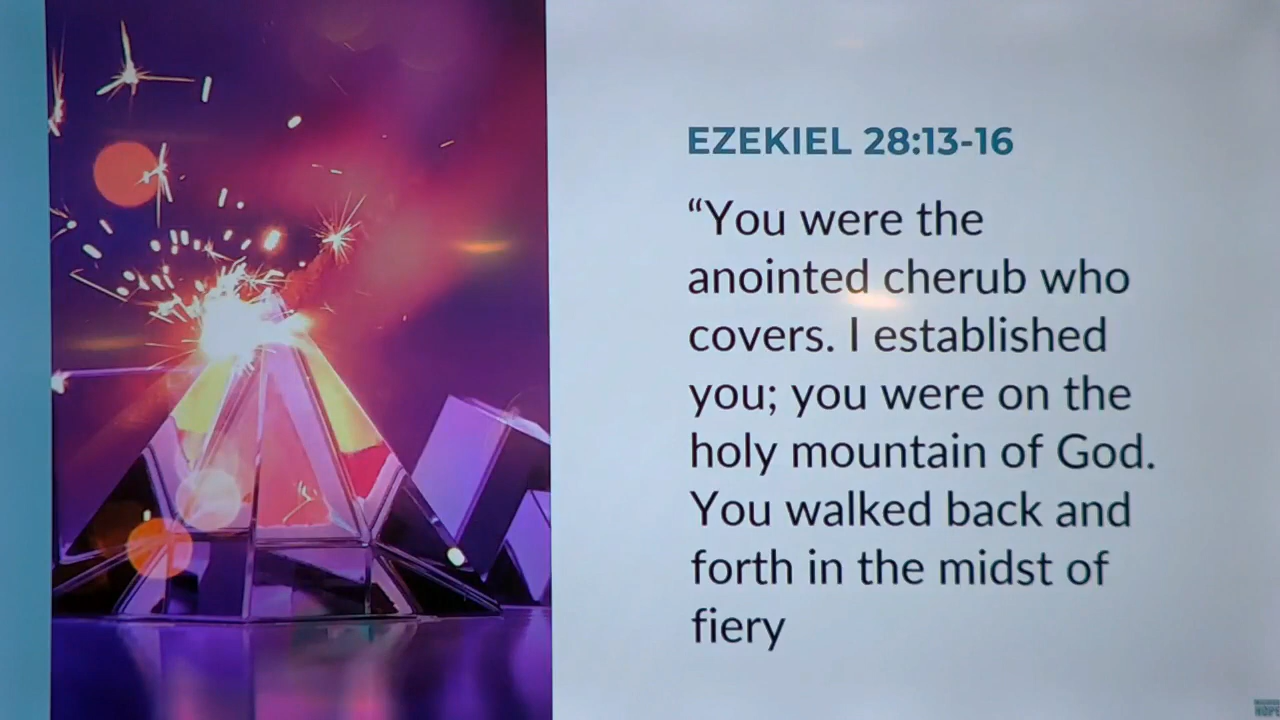 EZEKIEL 28:13-16
“You were the
anointed cherub who
covers. I established
you; you were on the
holy mountain of God.
You walked back and
forth in the midst of
fiery